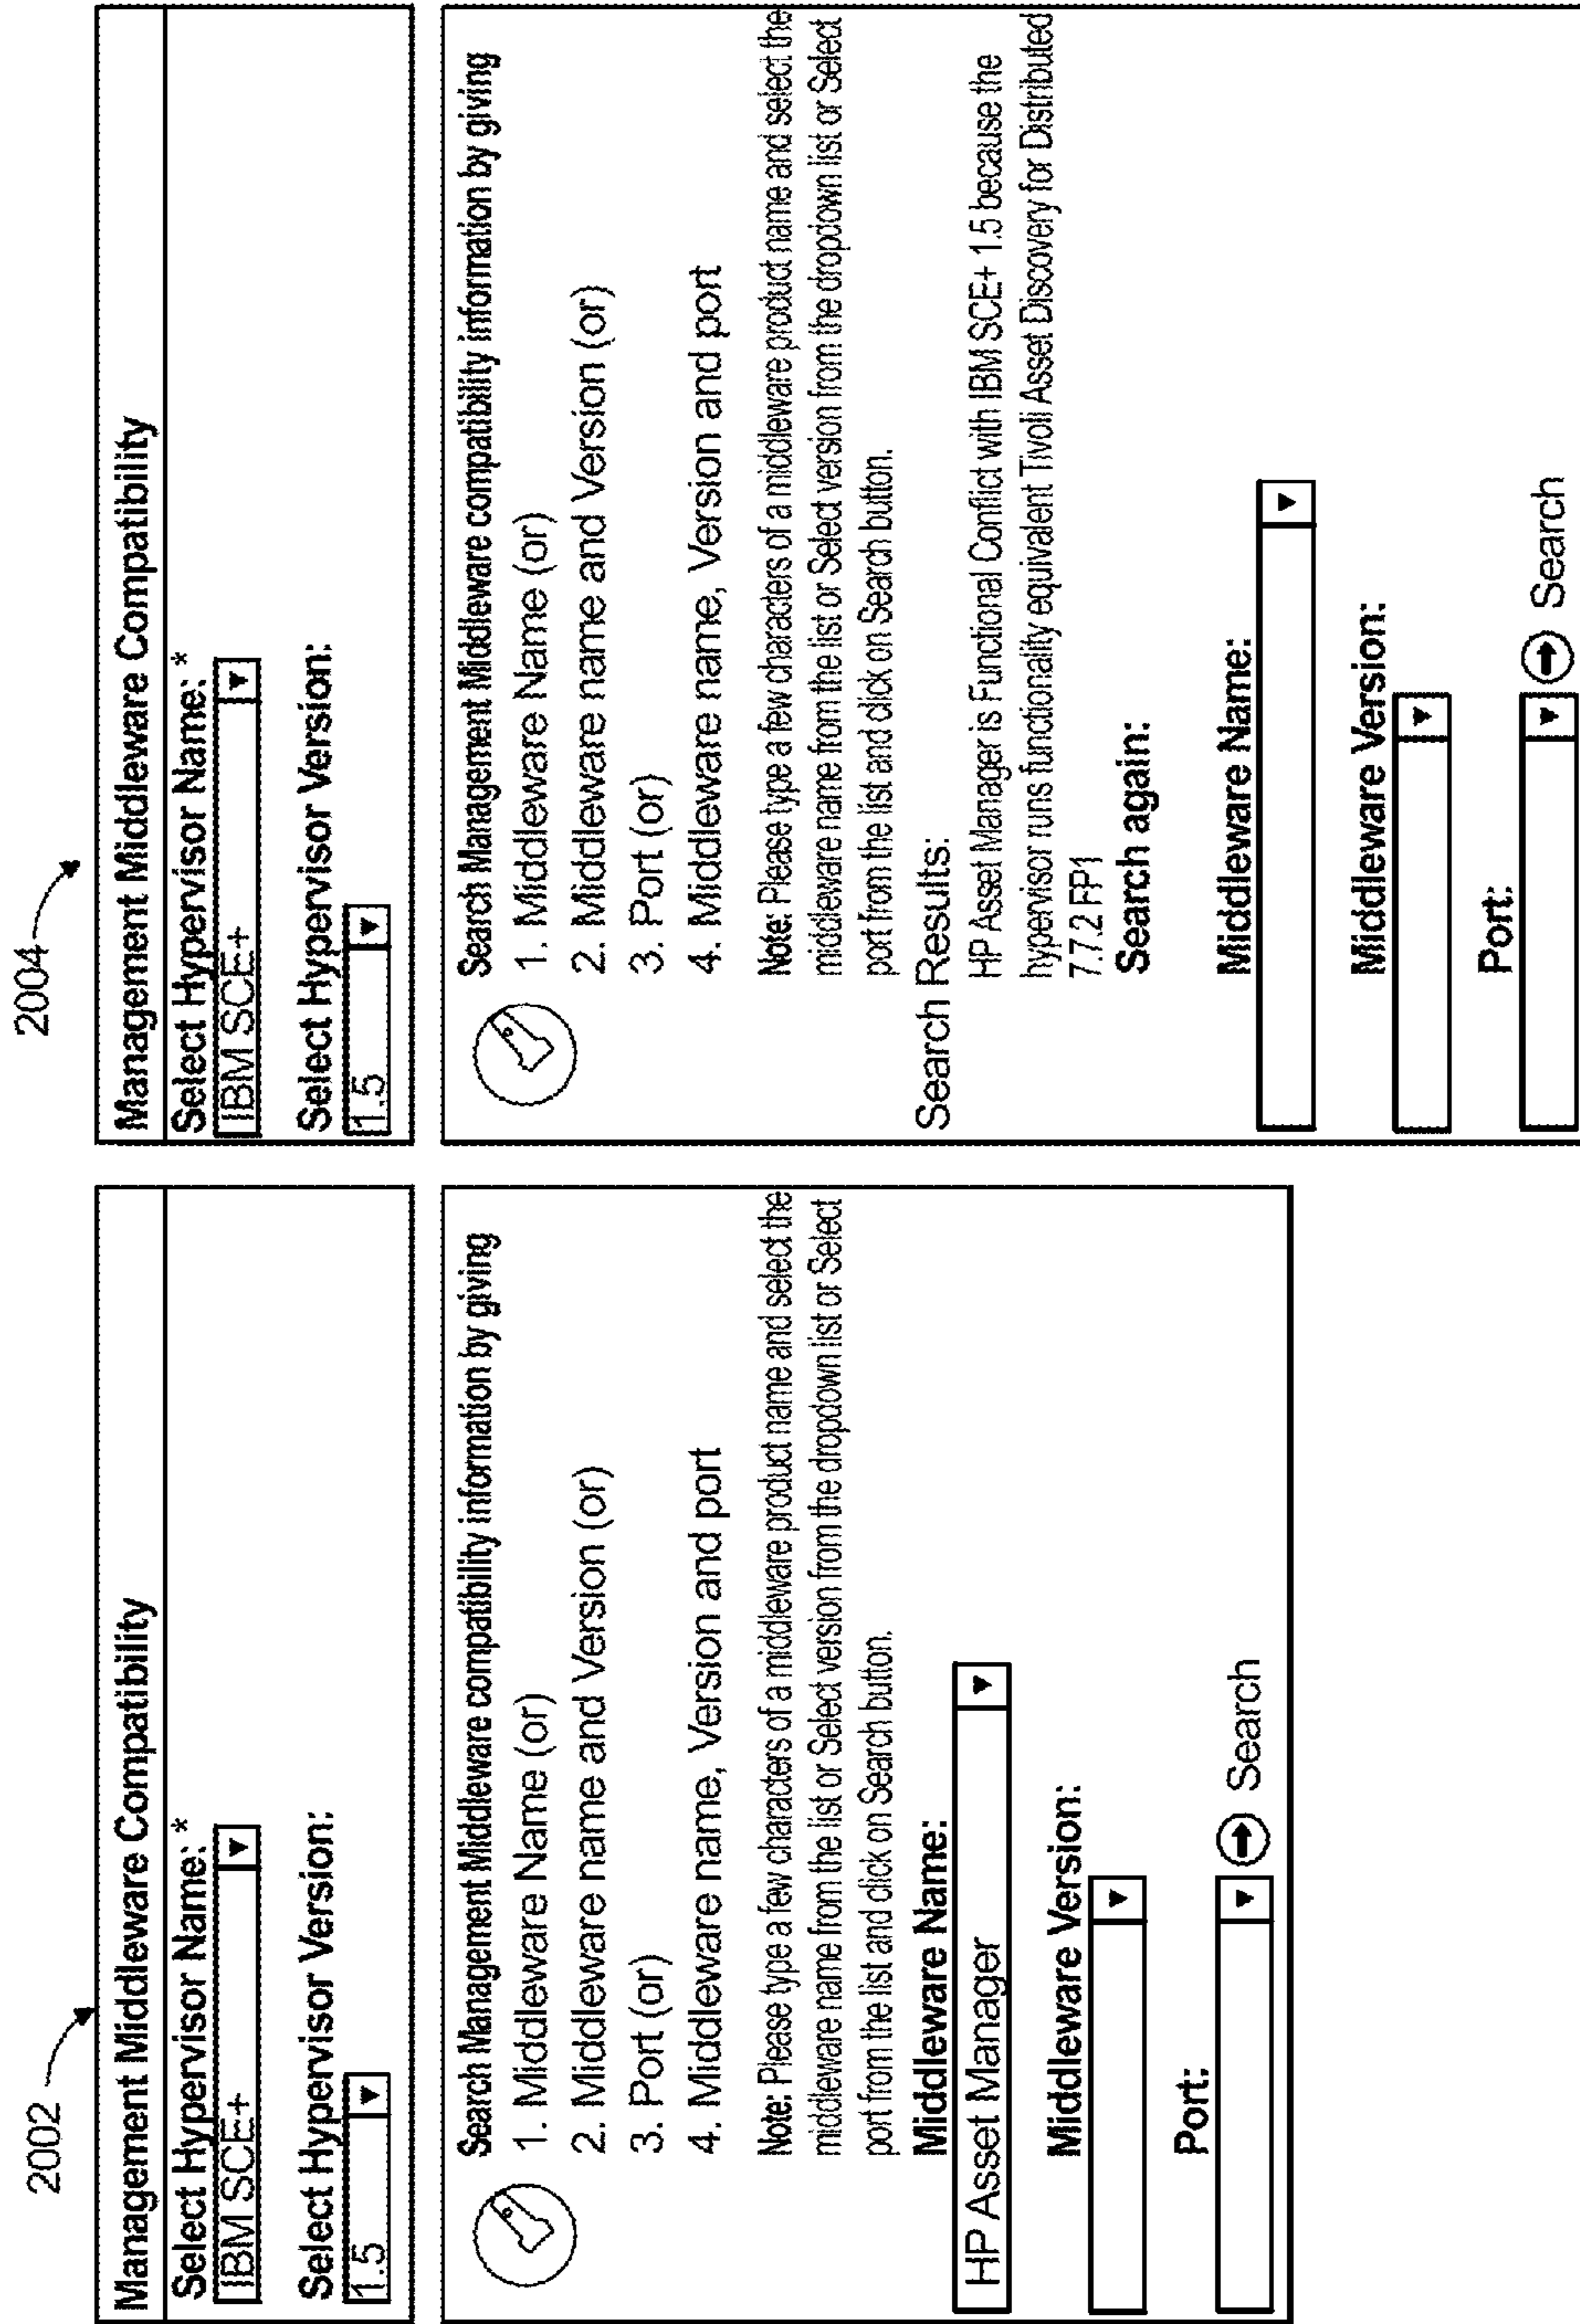 2002
Management Middleware Compatibility
Select Hypervisor Name: *
IBM SCE+
Select Hypervisor Version:
1.5
Search Management Middleware compatibility information by giving
1. Middleware Name (or)
2. Middleware name and Version (or)
3. Port (or)
4. Middleware name, Version and port
Note: Please type a few characters of a middleware product name and select the
middleware name from the list or Select version from the dropdown list or Select
port from the list and click on Search button.
Middleware Name:
HP Asset Manager
Middleware Version:
Port:
Search
2004
Management Middleware Compatibility
Select Hypervisor Name: *
IBM SCE+
Select Hypervisor Version:
1.5
Search Management Middleware compatibility information by giving
1. Middleware Name (or)
2. Middleware name and Version (or)
3. Port (or)
4. Middleware name, Version and port
Note: Please type a few characters of a middleware product name and select the
middleware name from the list or Select version from the dropdown list or Select
port from the list and click on Search button.
Search Results:
HP Asset Manager is Functional Conflict with IBM SCE+ 1.5 because the
hypervisor runs functionality equivalent Tivoli Asset Discovery for Distributed
7.7.2 FP1
Search again:
Middleware Name:
Middleware Version:
Port:
Search